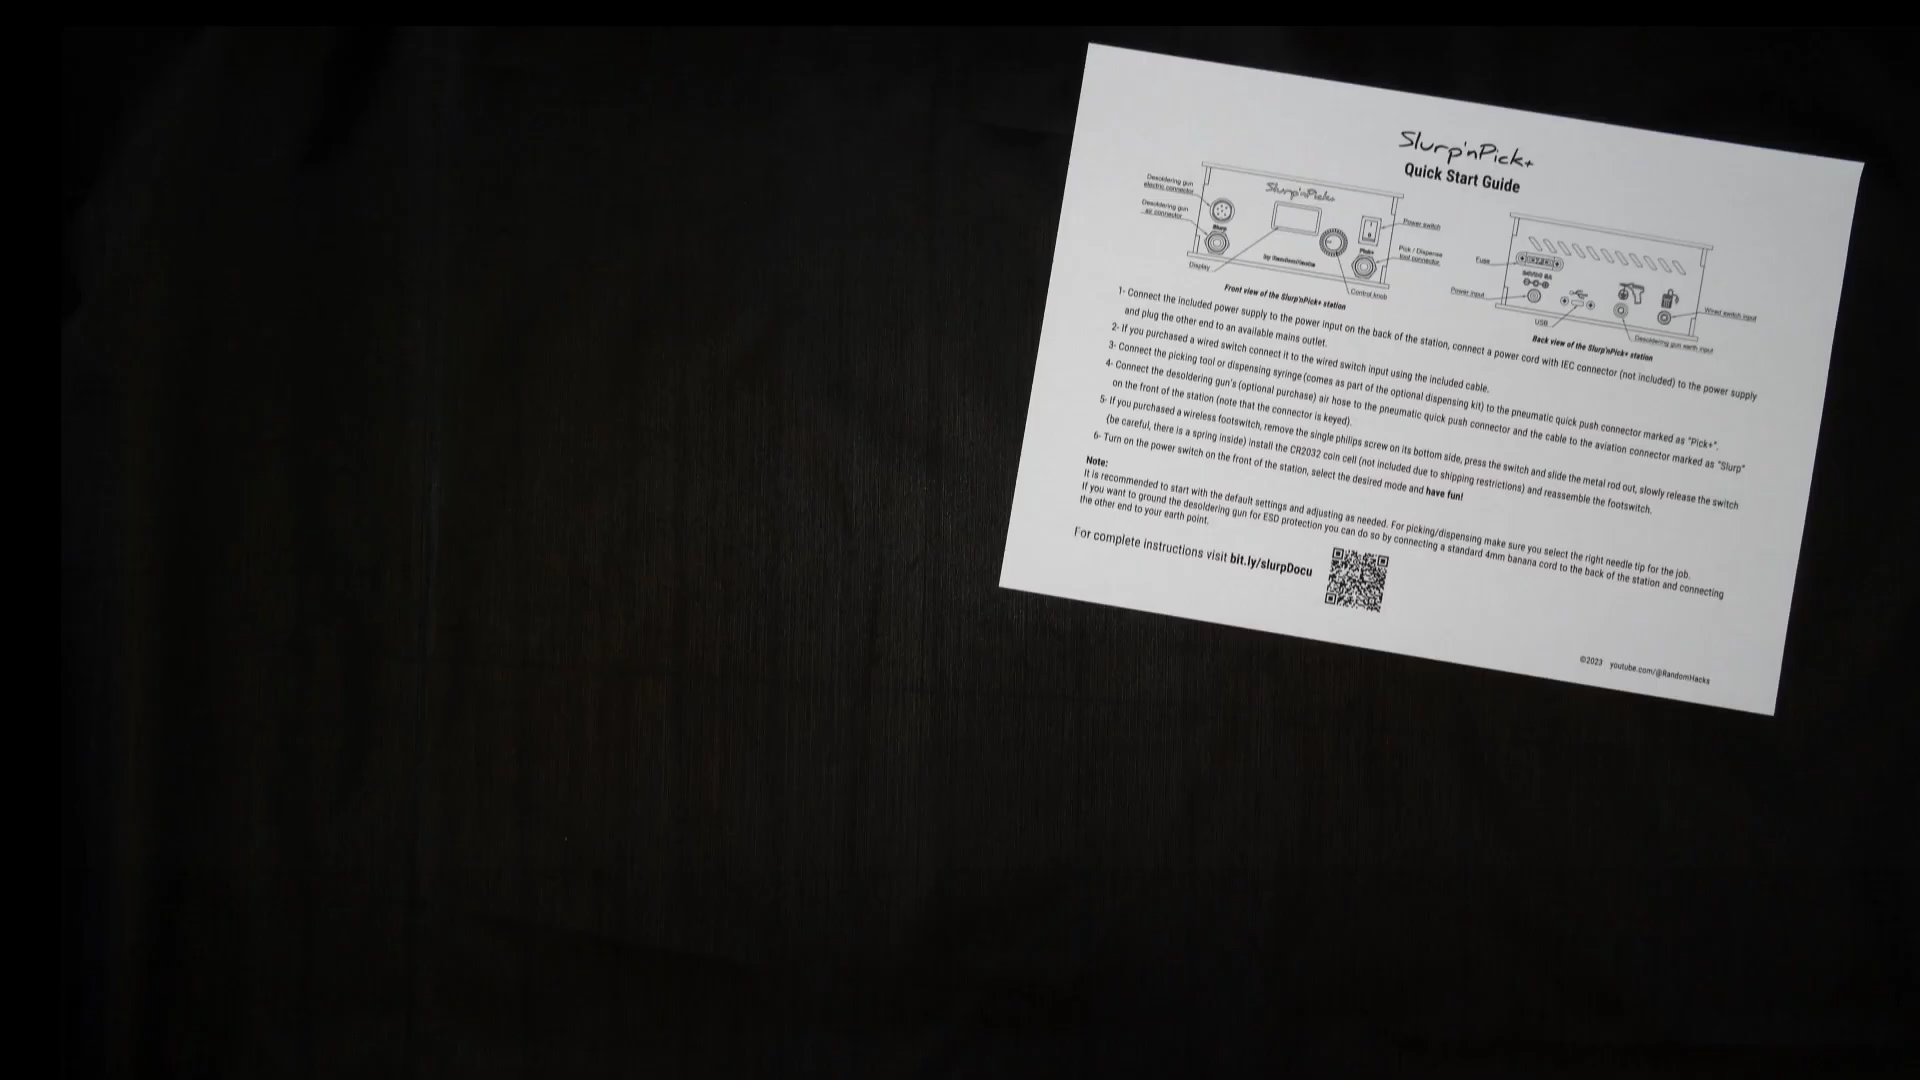 Slurp'nPick+
Quick Start Guide
Desoldering gun
electric connector
Desoldering gun
air connector
Slurp'nPick+
Slurp
Pick+
by RandomHacks
Power switch
Pick / Dispense
tool connector
Display
Control knob
Front view of the Slurp'nPick+ station
Fuse
Power input
USB
Desoldering gun earth input
Wired switch input
Back view of the Slurp'nPick+ station
1- Connect the included power supply to the power input on the back of the station, connect a power cord with IEC connector (not included) to the power supply
and plug the other end to an available mains outlet.
2- If you purchased a wired switch connect it to the wired switch input using the included cable.
3- Connect the picking tool or dispensing syringe (comes as part of the optional dispensing kit) to the pneumatic quick push connector marked as "Pick+".
4- Connect the desoldering gun's (optional purchase) air hose to the pneumatic quick push connector and the cable to the aviation connector marked as "Slurp"
on the front of the station (note that the connector is keyed).
5- If you purchased a wireless footswitch, remove the single philips screw on its bottom side, press the switch and slide the metal rod out, slowly release the switch
(be careful, there is a spring inside) install the CR2032 coin cell (not included due to shipping restrictions) and reassemble the footswitch.
6- Turn on the power switch on the front of the station, select the desired mode and have fun!
Note:
It is recommended to start with the default settings and adjusting as needed. For picking/dispensing make sure you select the right needle tip for the job.
If you want to ground the desoldering gun for ESD protection you can do so by connecting a standard 4mm banana cord to the back of the station and connecting
the other end to your earth point.
For complete instructions visit bit.ly/slurpDocu
©2023 youtube.com/@RandomHacks